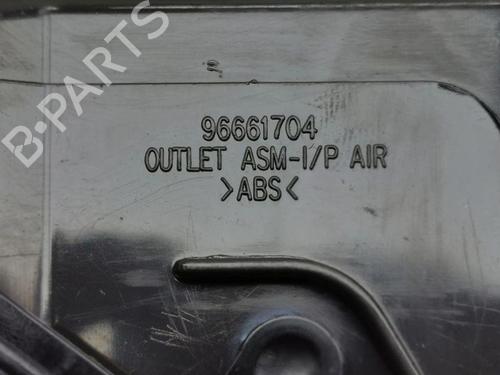 B-PARTS
96661704
OUTLET ASM-I/P AIR
>ABS<